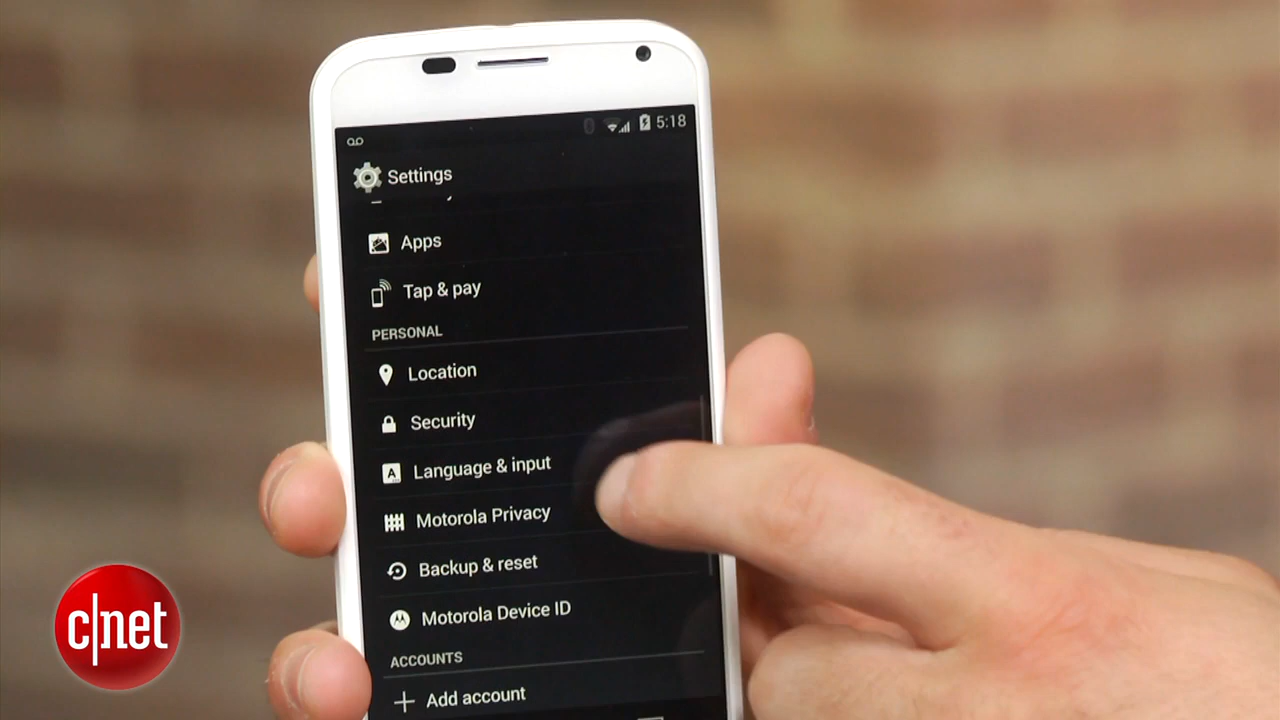 5:18
Settings
Apps
Tap & pay
PERSONAL
Location
Security
A
Language & input
Motorola Privacy
Backup & reset
Motorola Device ID
ACCOUNTS
Add account
c|net